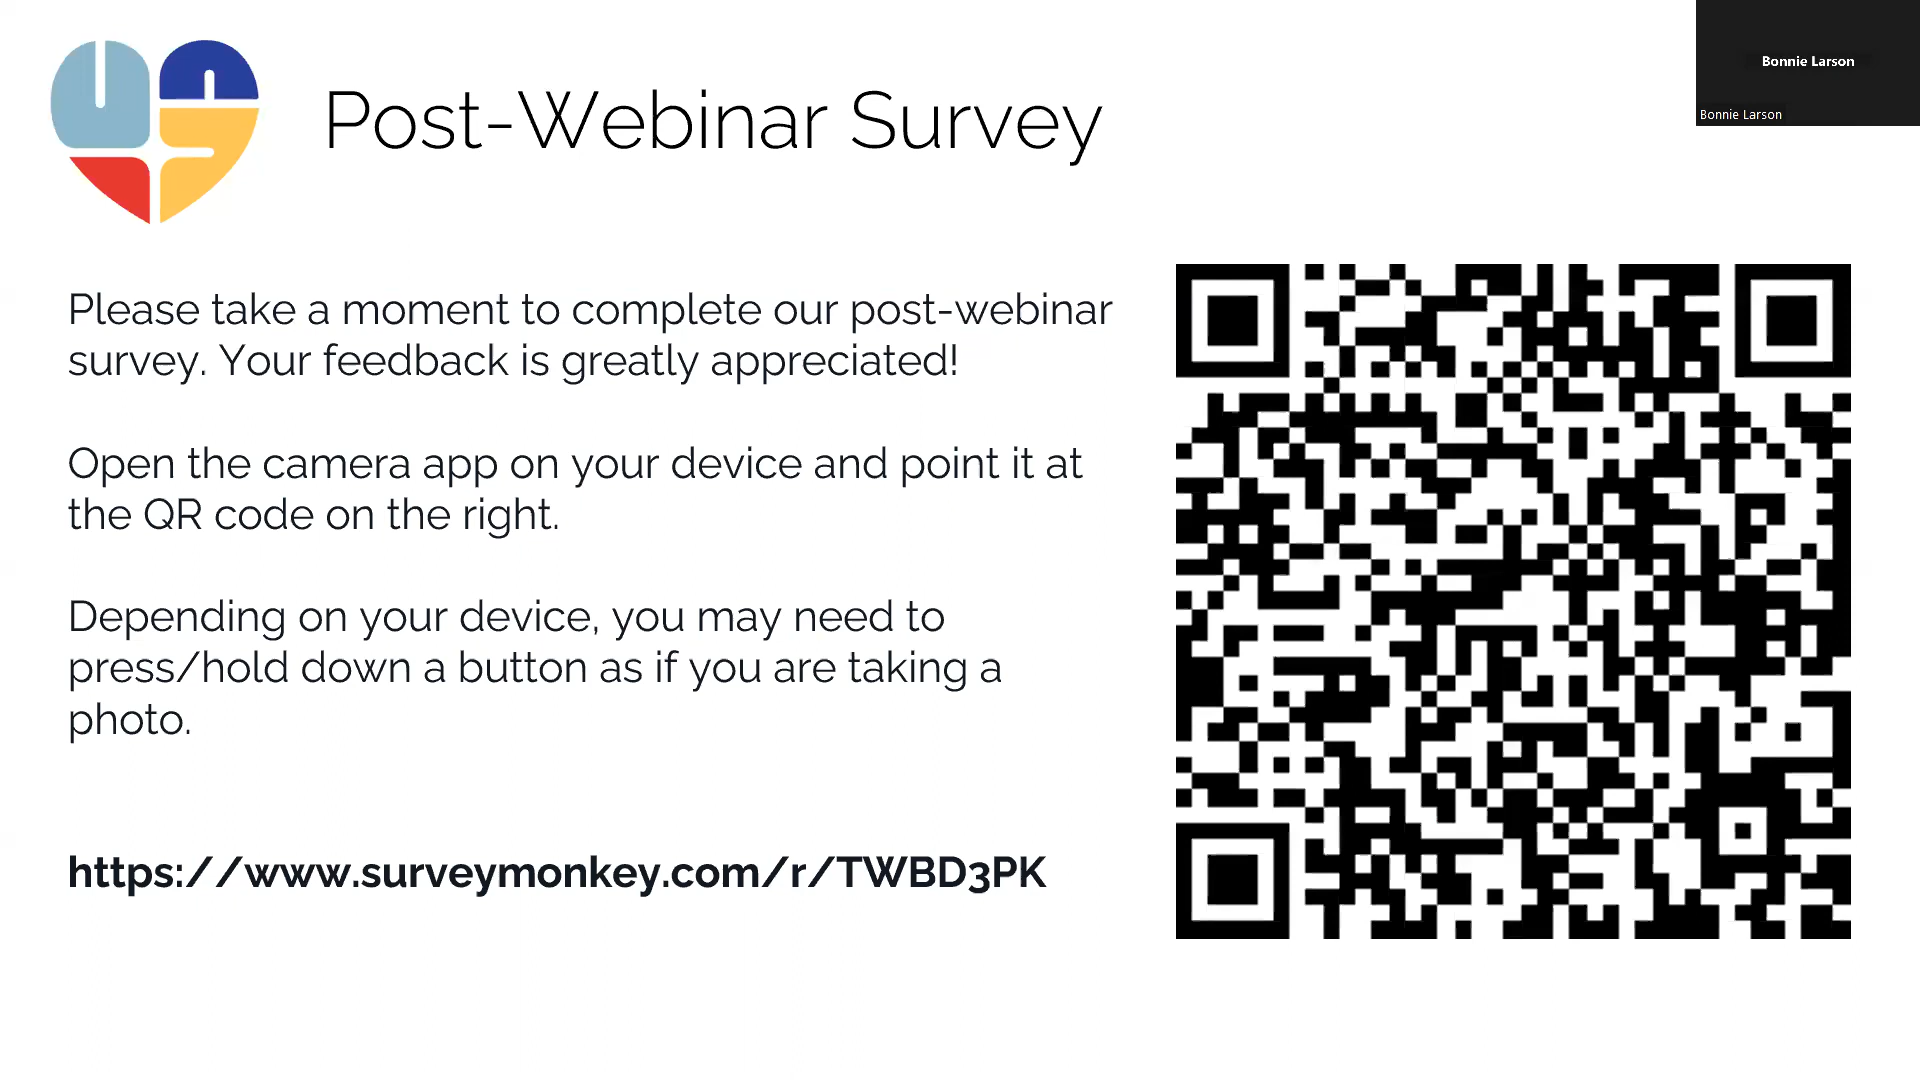 Post-Webinar Survey
Bonnie Larson
Bonnie Larson
Please take a moment to complete our post-webinar
survey. Your feedback is greatly appreciated!
Open the camera app on your device and point it at
the QR code on the right.
Depending on your device, you may need to
press/hold down a button as if you are taking a
photo.
https://www.surveymonkey.com/r/TWBD3PK